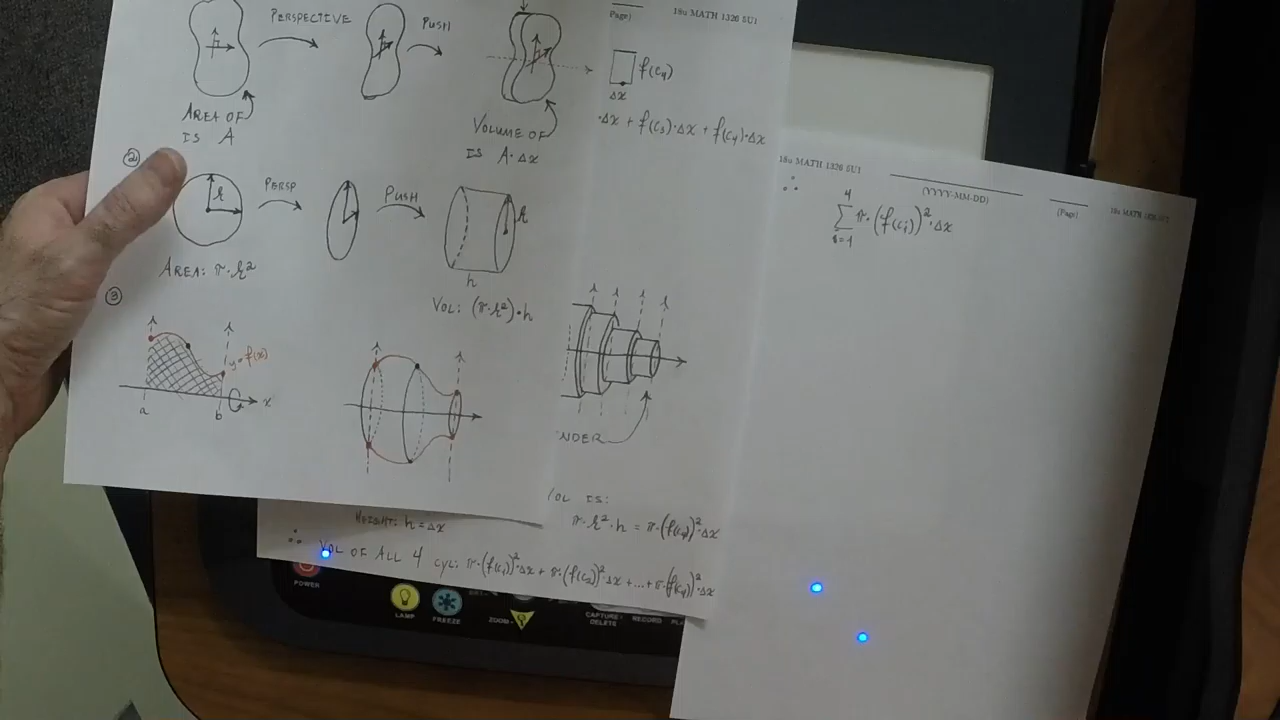 PERSPECTIVE
PUSH
AREA OF
IS A
VOLUME OF
IS A·Δx
②
r
PERSP
PUSH
r
h
AREA: π·r²
VOL: (π·r²)·h
③
y=f(x)
a
b
x
Page)
18u MATH 1326 5U1
f(c₄)
Δx
·Δx + f(c₃)·Δx + f(c₄)·Δx
NDER
VOL IS:
π·r²·h = π·(f(c₄))²·Δx
HEIGHT: h = Δx
∴ VOL OF ALL 4 CYL: π·(f(c₁))²·Δx + π·(f(c₂))²·Δx + ... + π·(f(c₄))²·Δx
18u MATH 1326 5U1
(YYYY-MM-DD)
(Page)
18u MATH 1326 5U1
∴
4
∑ π·(f(cᵢ))²·Δx
i=1
POWER
LAMP
FREEZE
ZOOM
CAPTURE/
DELETE
RECORD